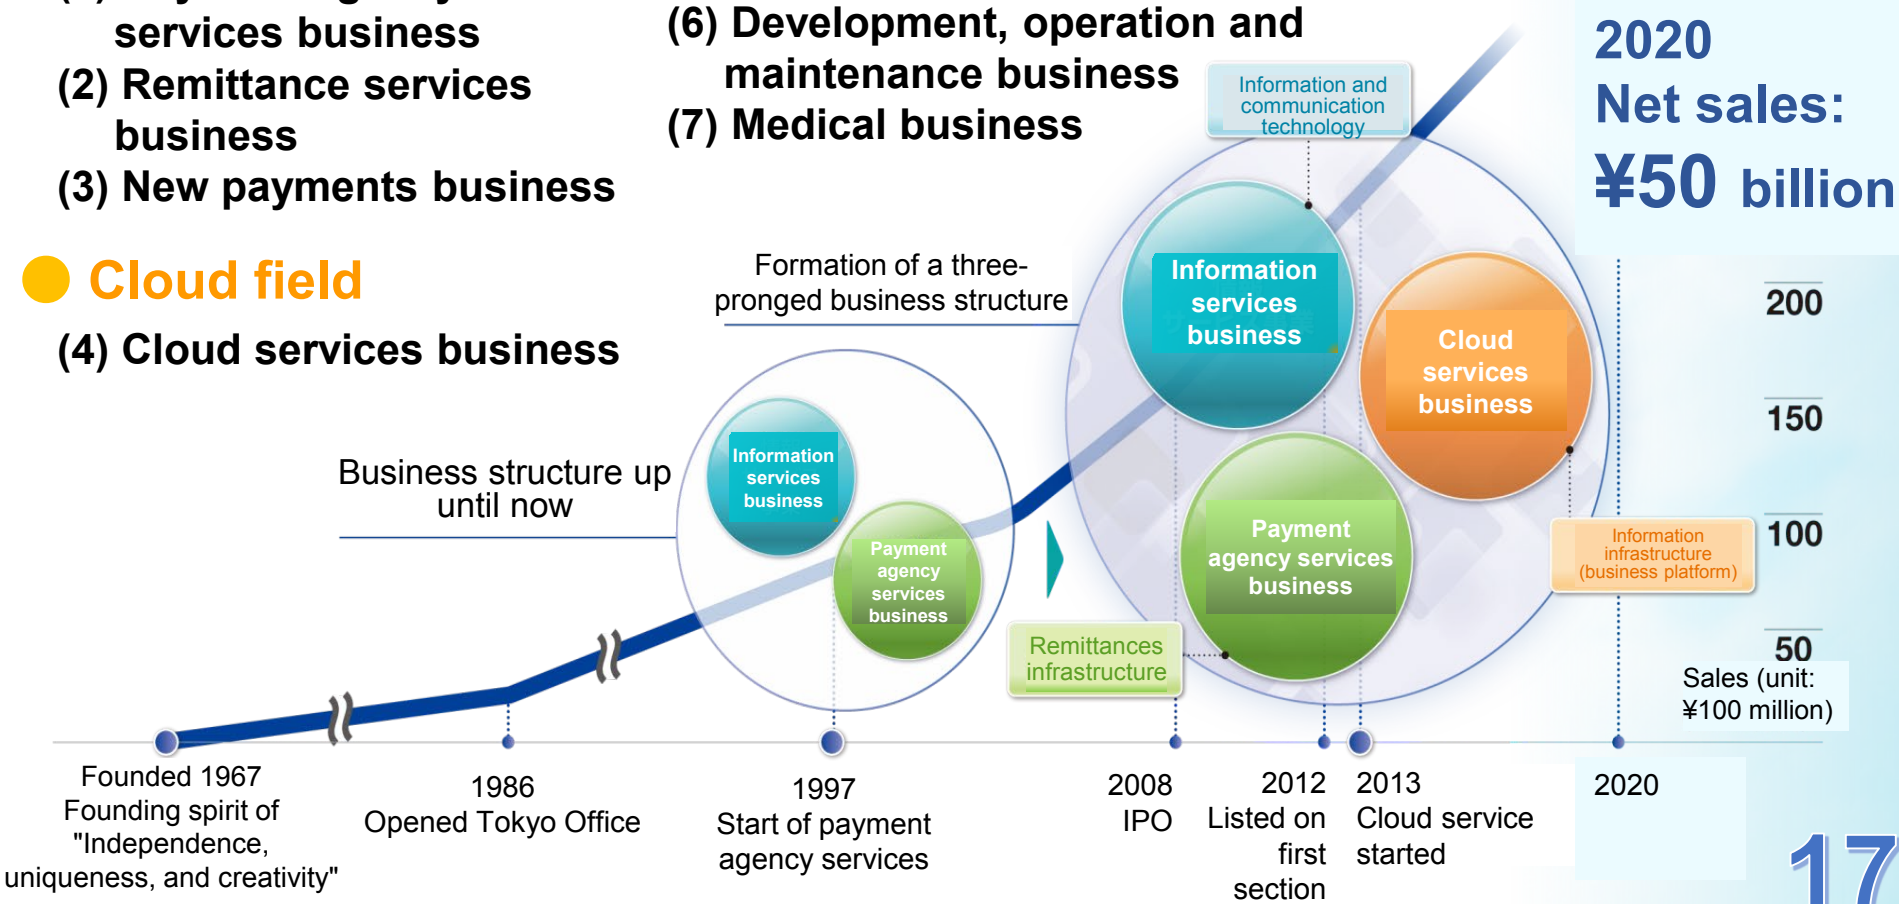 services business
(2) Remittance services
business
(3) New payments business
Cloud field
(4) Cloud services business
(6) Development, operation and
maintenance business
(7) Medical business
2020
Net sales:
¥50 billion
Information and
communication
technology
Formation of a three-
pronged business structure
Information
services
business
Cloud
services
business
Payment
agency services
business
Business structure up
until now
Information
services
business
Payment
agency
services
business
Remittances
infrastructure
Information
infrastructure
(business platform)
200
150
100
50
Sales (unit:
¥100 million)
Founded 1967
Founding spirit of
"Independence,
uniqueness, and creativity"
1986
Opened Tokyo Office
1997
Start of payment
agency services
2008
IPO
2012
Listed on
first
section
2013
Cloud service
started
2020
17